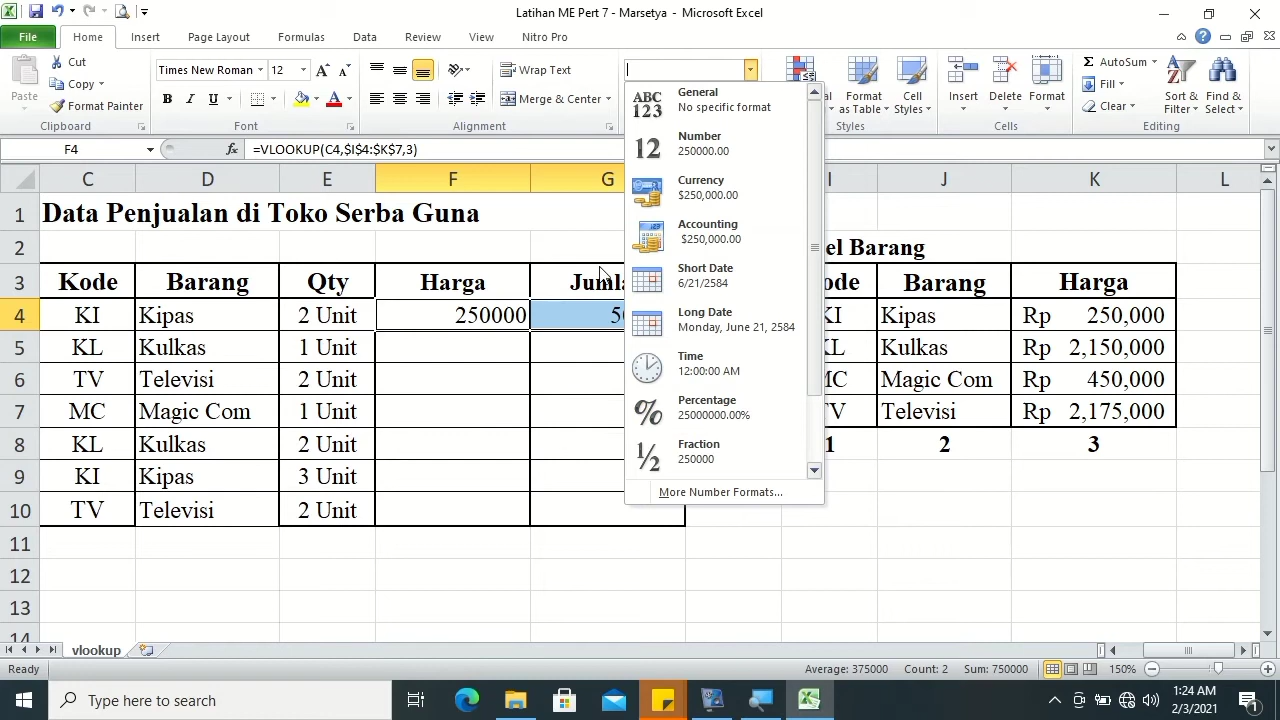 Latihan ME Pert 7 - Marsetya - Microsoft Excel
File Home Insert Page Layout Formulas Data Review View Nitro Pro
Paste
Cut
Copy
Format Painter
Clipboard
Times New Roman 12
B I U A
Font
Wrap Text
Merge & Center
Alignment
Format as Table
Cell Styles
Styles
Insert Delete Format
Cells
AutoSum
Fill
Clear
Sort & Filter
Find & Select
Editing
F4 fx =VLOOKUP(C4,$I$4:$K$7,3)
General
No specific format
Number
250000.00
Currency
$250,000.00
Accounting
$250,000.00
Short Date
6/21/2584
Long Date
Monday, June 21, 2584
Time
12:00:00 AM
Percentage
25000000.00%
Fraction
250000
More Number Formats...
C D E F G I J K L
1 Data Penjualan di Toko Serba Guna
2 el Barang
3 Kode Barang Qty Harga Barang Harga
4 KI Kipas 2 Unit 250000 Kipas Rp 250,000
5 KL Kulkas 1 Unit KL Kulkas Rp 2,150,000
6 TV Televisi 2 Unit Magic Com Rp 450,000
7 MC Magic Com 1 Unit TV Televisi Rp 2,175,000
8 KL Kulkas 2 Unit 1 2 3
9 KI Kipas 3 Unit
10 TV Televisi 2 Unit
11
12
13
14
vlookup
Ready Average: 375000 Count: 2 Sum: 750000 150%
Type here to search
1:24 AM
2/3/2021